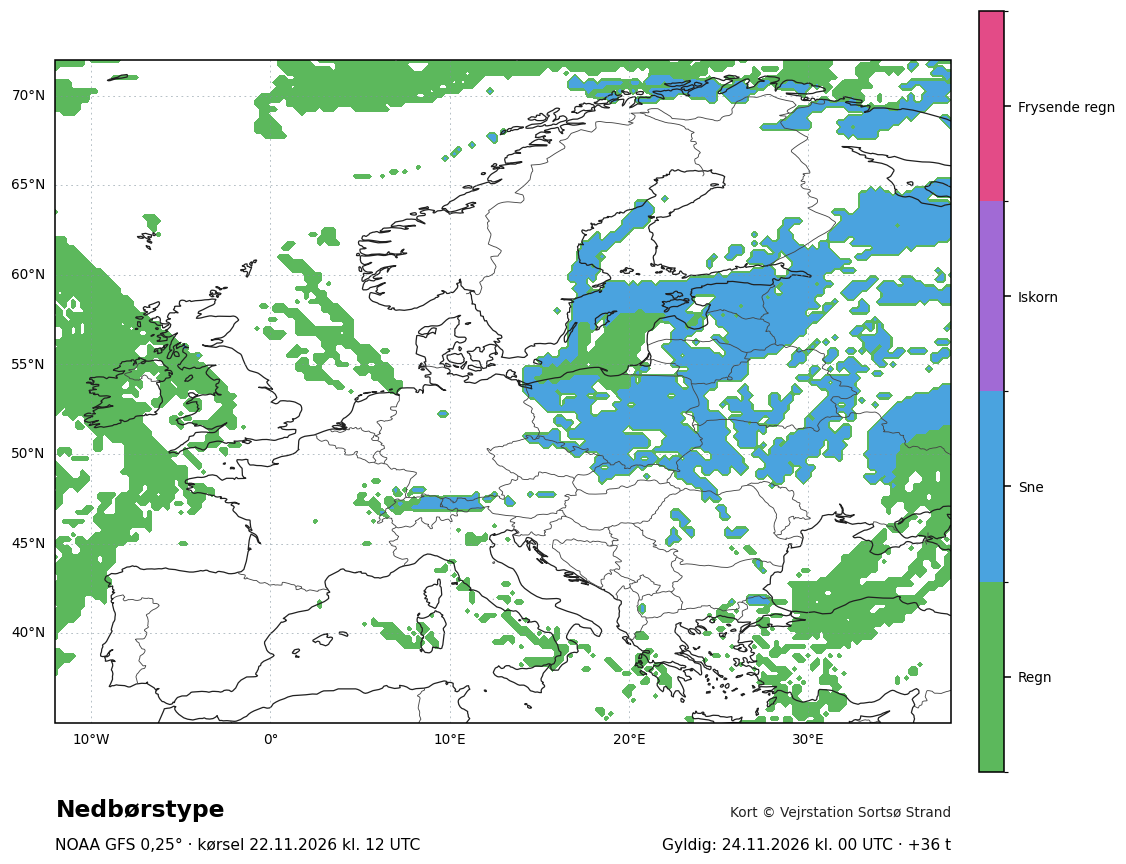 Frysende regn
Iskorn
Sne
Regn
70°N
65°N
60°N
55°N
50°N
45°N
40°N
10°W
0°
10°E
20°E
30°E
Nedbørstype
Kort © Vejrstation Sortsø Strand
NOAA GFS 0,25° · kørsel 22.11.2026 kl. 12 UTC
Gyldig: 24.11.2026 kl. 00 UTC · +36 t